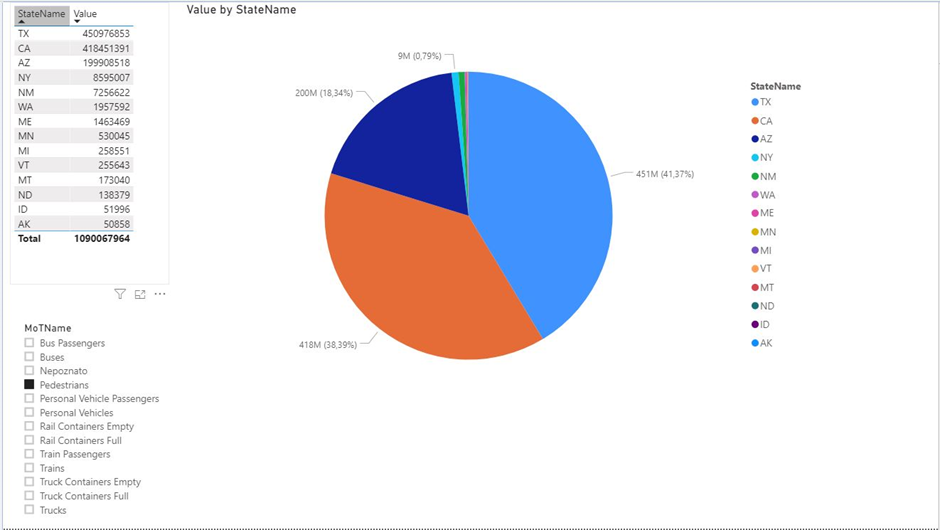 StateName Value
TX 450976853
CA 418451391
AZ 199908518
NY 8595007
NM 7256622
WA 1957592
ME 1463469
MN 530045
MI 258551
VT 255643
MT 173040
ND 138379
ID 51996
AK 50858
Total 1090067964
MoTName
Bus Passengers
Buses
Nepoznato
Pedestrians
Personal Vehicle Passengers
Personal Vehicles
Rail Containers Empty
Rail Containers Full
Train Passengers
Trains
Truck Containers Empty
Truck Containers Full
Trucks
Value by StateName
9M (0,79%)
200M (18,34%)
451M (41,37%)
418M (38,39%)
StateName
TX
CA
AZ
NY
NM
WA
ME
MN
MI
VT
MT
ND
ID
AK